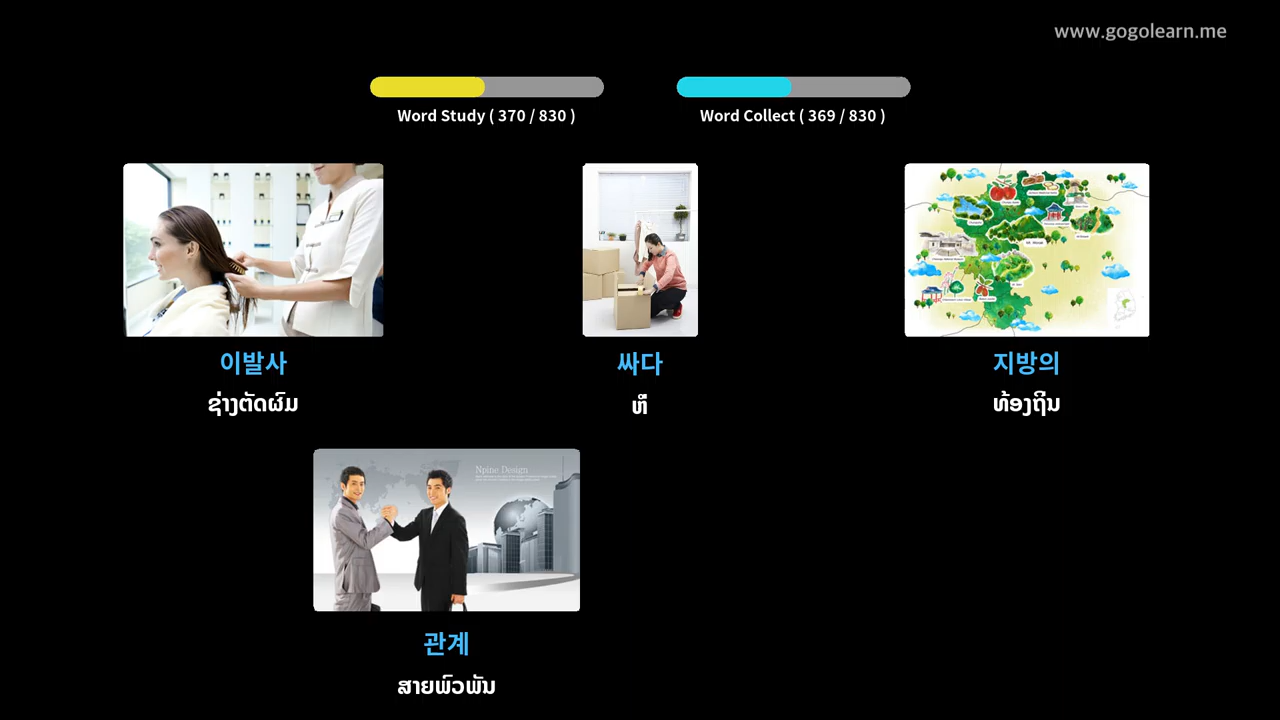 www.gogolearn.me
Word Study ( 370 / 830 )
Word Collect ( 369 / 830 )
이발사
ຊ່າງຕັດຜົມ
싸다
ຫໍ່
지방의
ທ້ອງຖິ່ນ
Npine Design
관계
ສາຍພົວພັນ